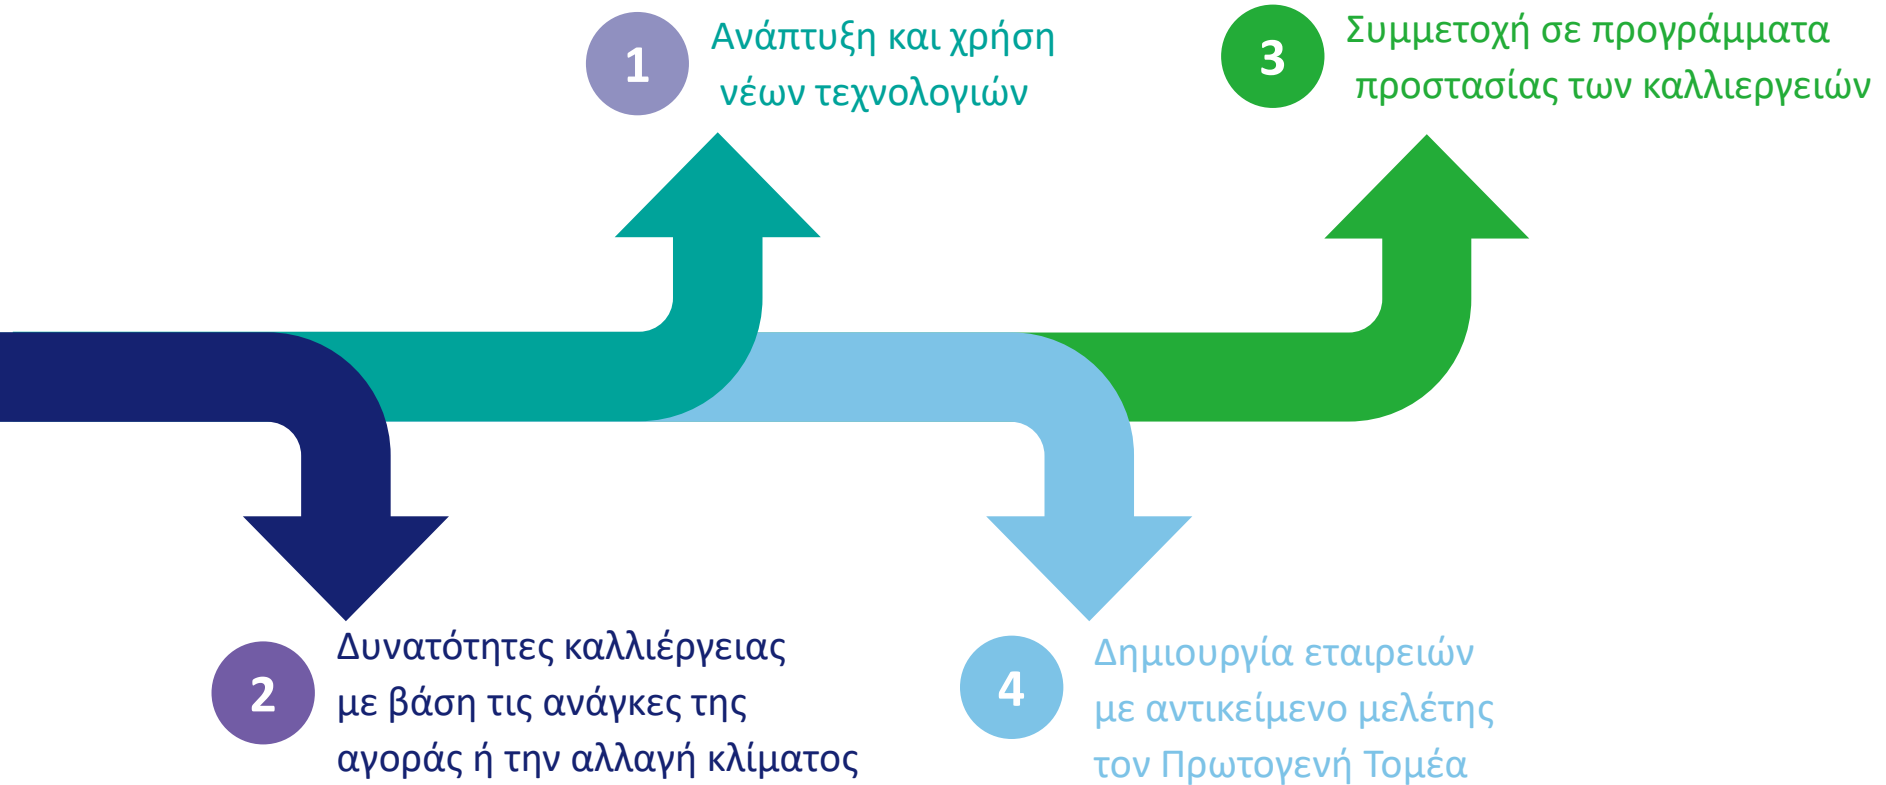 1
Ανάπτυξη και χρήση
νέων τεχνολογιών
3
Συμμετοχή σε προγράμματα
προστασίας των καλλιεργειών
2
Δυνατότητες καλλιέργειας
με βάση τις ανάγκες της
αγοράς ή την αλλαγή κλίματος
4
Δημιουργία εταιρειών
με αντικείμενο μελέτης
τον Πρωτογενή Τομέα